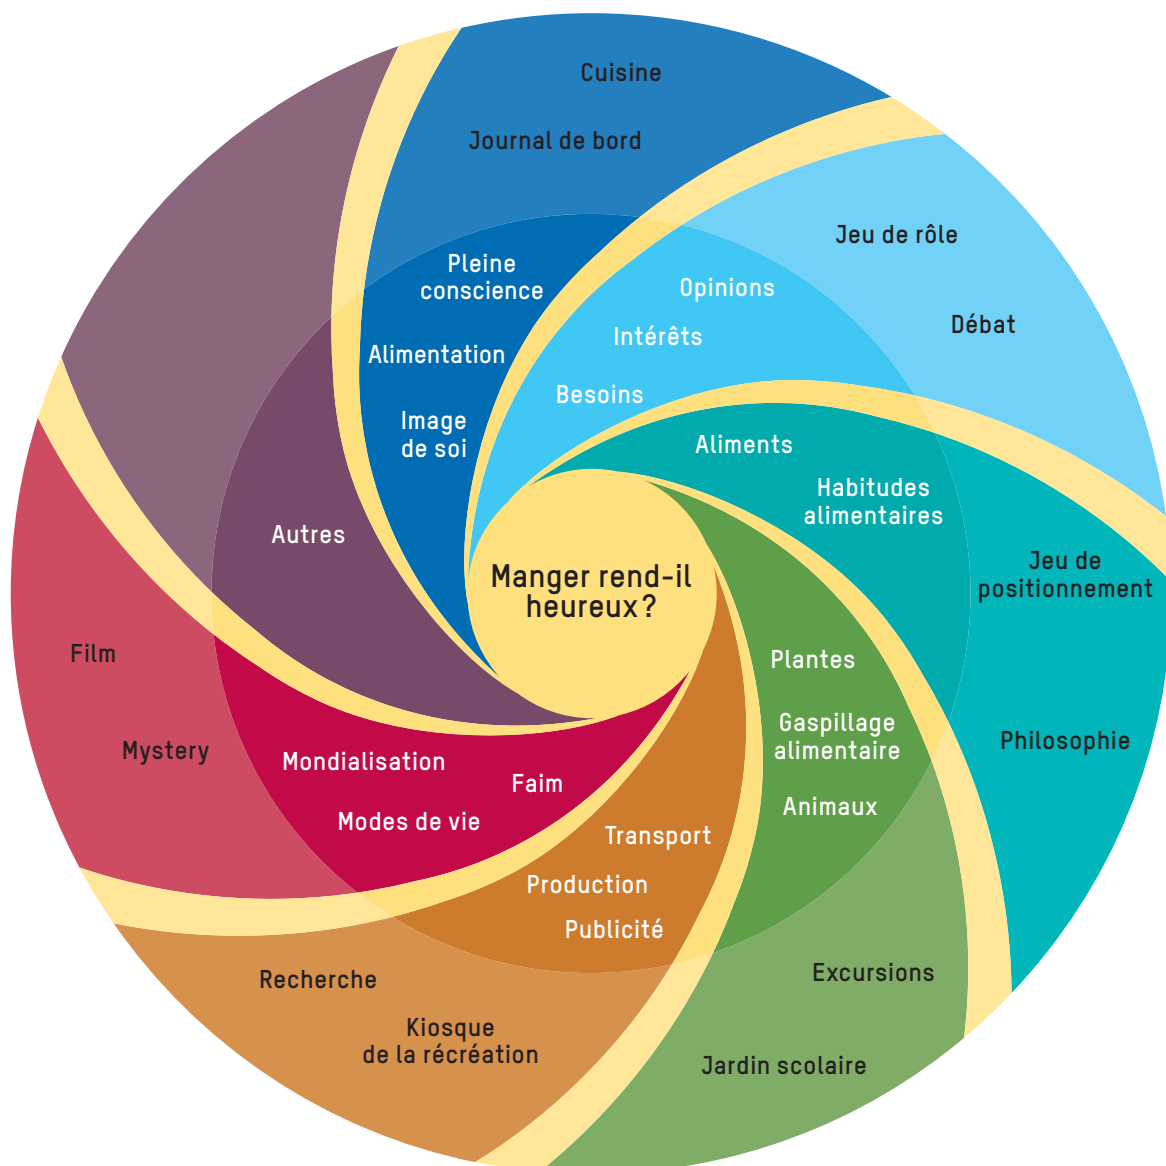 Cuisine
Journal de bord
Pleine
conscience
Alimentation
Image
de soi
Jeu de rôle
Débat
Opinions
Intérêts
Besoins
Aliments
Habitudes
alimentaires
Jeu de
positionnement
Philosophie
Plantes
Gaspillage
alimentaire
Animaux
Excursions
Jardin scolaire
Transport
Production
Publicité
Recherche
Kiosque
de la récréation
Mondialisation
Faim
Modes de vie
Film
Mystery
Autres
Manger rend-il
heureux ?